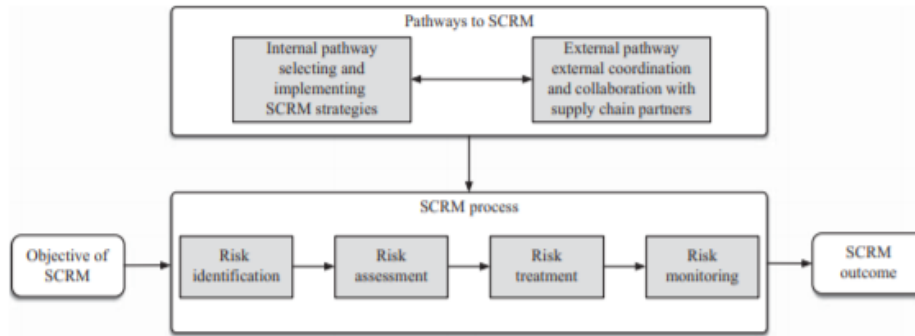 Pathways to SCRM
Internal pathway
selecting and
implementing
SCRM strategies
External pathway
external coordination
and collaboration with
supply chain partners
SCRM process
Objective of
SCRM
Risk
identification
Risk
assessment
Risk
treatment
Risk
monitoring
SCRM
outcome